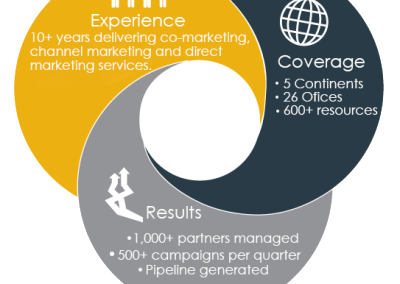 Experience
10+ years delivering co-marketing,
channel marketing and direct
marketing services.
Coverage
• 5 Continents
• 26 Ofices
• 600+ resources
Results
•1,000+ partners managed
• 500+ campaigns per quarter
• Pipeline generated